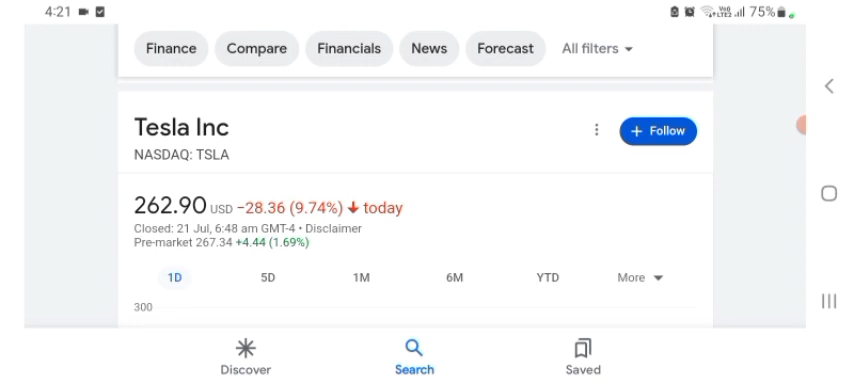 4:21 75%
Finance Compare Financials News Forecast All filters
Tesla Inc
+ Follow
NASDAQ: TSLA
262.90 USD −28.36 (9.74%) today
Closed: 21 Jul, 6:48 am GMT-4 • Disclaimer
Pre-market 267.34 +4.44 (1.69%)
1D 5D 1M 6M YTD More
300
Discover Search Saved